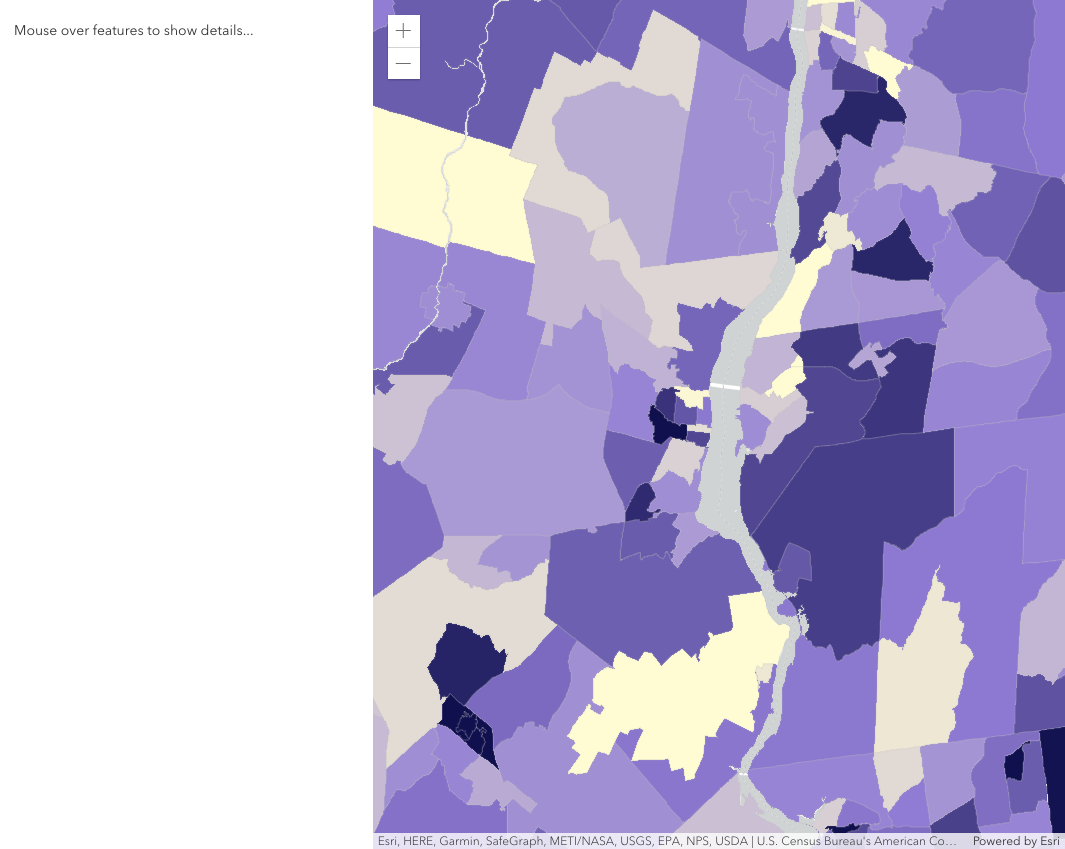 Mouse over features to show details...
+
−
Esri, HERE, Garmin, SafeGraph, METI/NASA, USGS, EPA, NPS, USDA | U.S. Census Bureau's American Co… Powered by Esri